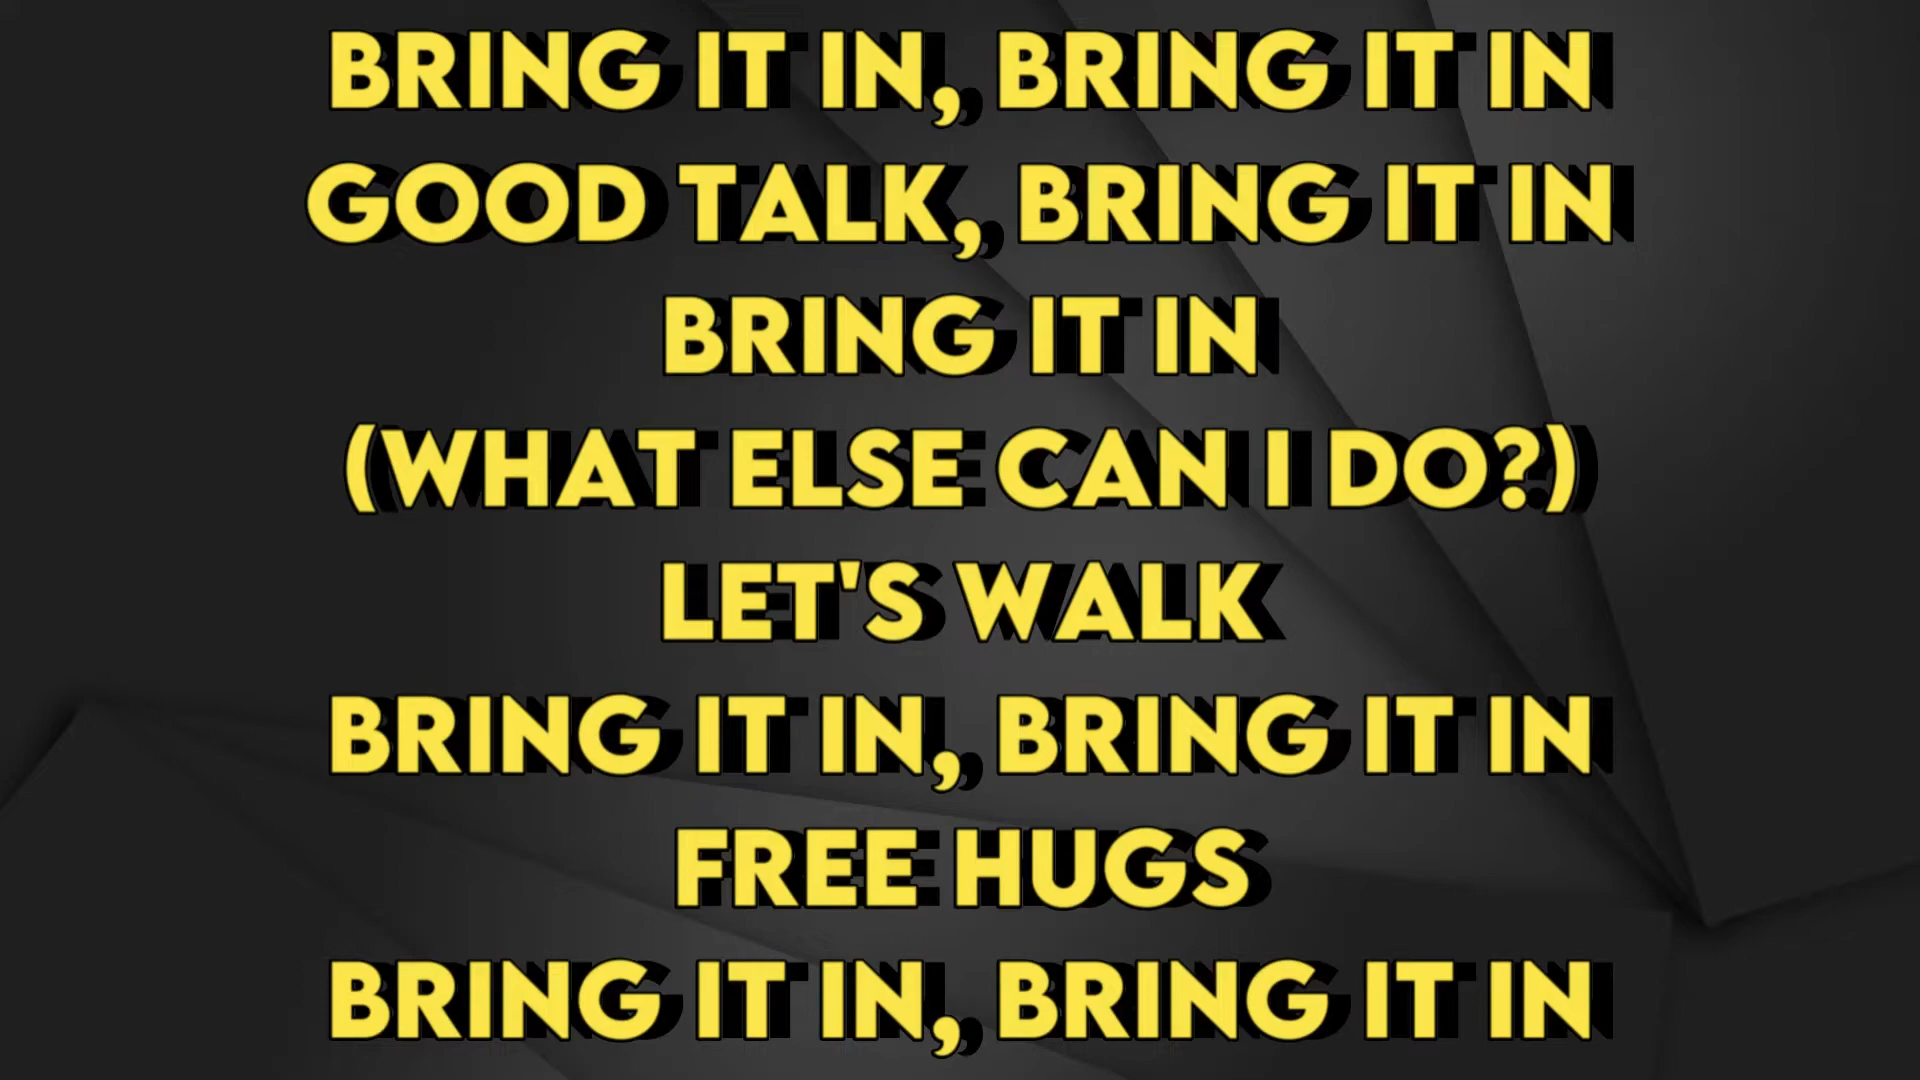 BRING IT IN, BRING IT IN
GOOD TALK, BRING IT IN
BRING IT IN
(WHAT ELSE CAN I DO?)
LET'S WALK
BRING IT IN, BRING IT IN
FREE HUGS
BRING IT IN, BRING IT IN